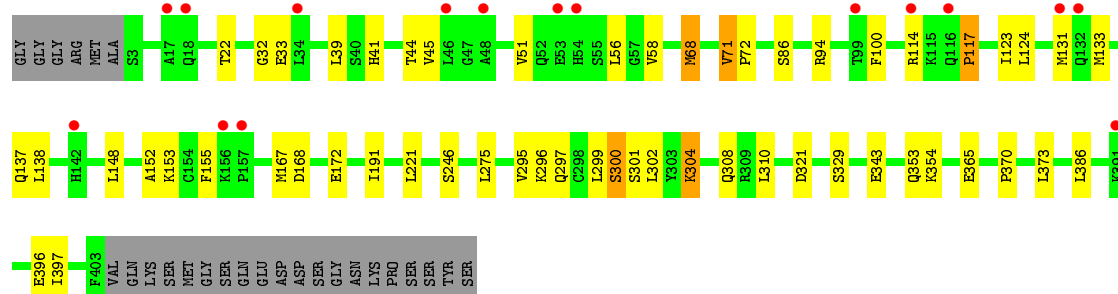 GLY GLY GLY ARG MET ALA S3 A17 Q18 T22 G32 E33 L34 L39 S40 H41 T44 V45 L46 G47 A48 V51 Q52 E53 H54 S55 L56 G57 V58 M68 V71 P72 S86 R94 T99 F100 R114 K115 Q116 P117 I123 L124 M131 Q132 M133
Q137 L138 H142 L148 A152 K153 C154 F155 K156 P157 M167 D168 E172 I191 L221 S246 L275 V295 K296 Q297 C298 L299 S300 S301 L302 Y303 K304 Q308 R309 L310 D321 S329 E343 Q353 K354 E365 P370 L373 L386 K391
E396 I397 F403 VAL GLN LYS SER MET GLY SER GLN GLU ASP ASP SER GLY ASN LYS PRO SER SER TYR SER